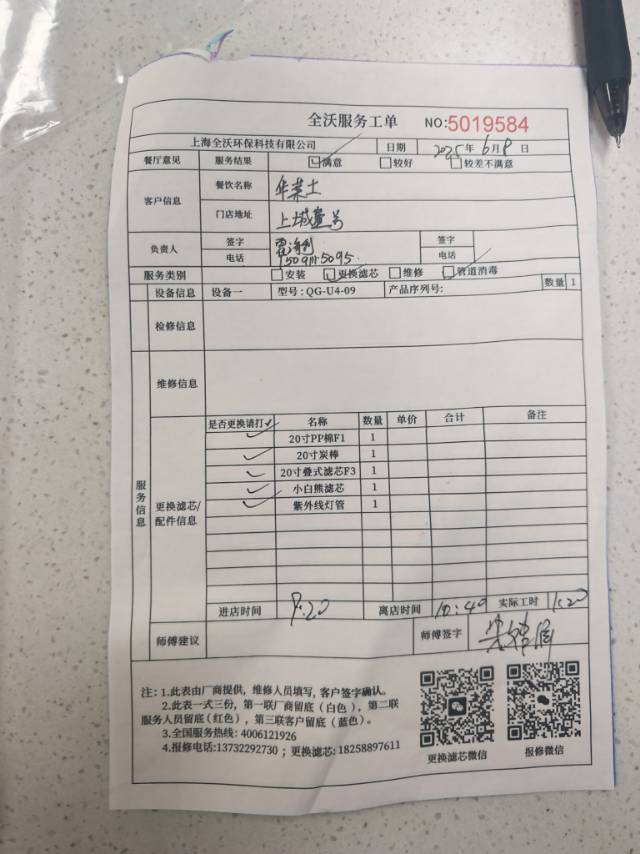 全沃服务工单 NO:5019584
上海全沃环保科技有限公司 日期 2025年6月8日
餐厅意见 服务结果 ☑满意 □较好 □较差不满意
客户信息 餐饮名称 华莱士
门店地址 上城壹号
负责人 签字 签字
电话 电话
服务类别 □安装 ☑更换滤芯 □维修 ☑管道消毒
设备信息 设备一 型号:QG-U4-09 产品序列号: 数量 1
检修信息
维修信息
服务信息
更换滤芯/配件信息
是否更换请打✓ 名称 数量 单价 合计 备注
✓ 20寸PP棉F1 1
✓ 20寸炭棒 1
✓ 20寸叠式滤芯F3 1
✓ 小白熊滤芯 1
✓ 紫外线灯管 1
进店时间 9:20 离店时间 10:40 实际工时 1:20
师傅建议 师傅签字
注:1.此表由厂商提供,维修人员填写,客户签字确认。
2.此表一式三份,第一联厂商留底(白色),第二联
服务人员留底(红色),第三联客户留底(蓝色)。
3.全国服务热线:4006121926
4.报修电话:13732292730;更换滤芯:18258897611
更换滤芯微信 报修微信